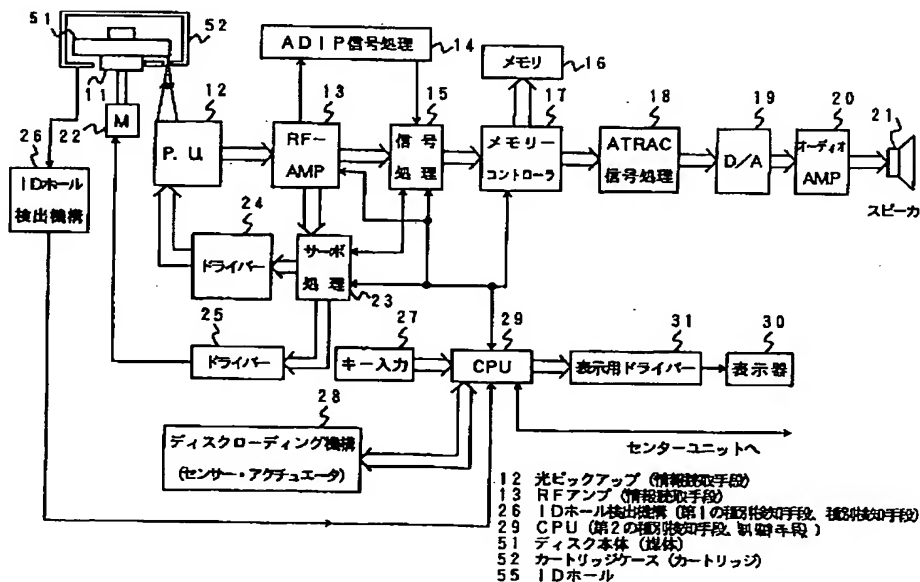 51
52
11
22
M
26
IDホール
検出機構
12
P.U.
13
RF-
AMP
ADIP信号処理
14
15
信号
処理
メモリ
16
17
メモリー
コントローラ
18
ATRAC
信号処理
19
D/A
20
オーディオ
AMP
21
スピーカ
24
ドライバー
サーボ
処理
23
25
ドライバー
27
キー入力
29
CPU
31
表示用ドライバー
30
表示器
28
ディスクローディング機構
(センサー・アクチュエータ)
センターユニットへ
12 光ピックアップ (情報読取手段)
13 RFアンプ (情報読取手段)
26 IDホール検出機構 (第1の種別検知手段、種別検知手段)
29 CPU (第2の種別検知手段、制御手段)
51 ディスク本体 (媒体)
52 カートリッジケース (カートリッジ)
55 IDホール